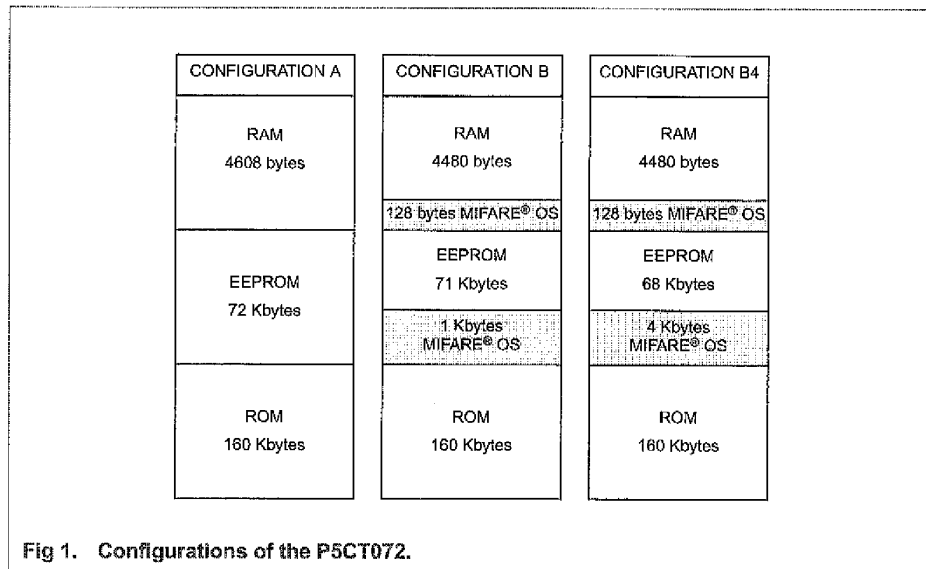 CONFIGURATION A
RAM
4608 bytes
EEPROM
72 Kbytes
ROM
160 Kbytes
CONFIGURATION B
RAM
4480 bytes
128 bytes MIFARE® OS
EEPROM
71 Kbytes
1 Kbytes
MIFARE® OS
ROM
160 Kbytes
CONFIGURATION B4
RAM
4480 bytes
128 bytes MIFARE® OS
EEPROM
68 Kbytes
4 Kbytes
MIFARE® OS
ROM
160 Kbytes
Fig 1. Configurations of the P5CT072.